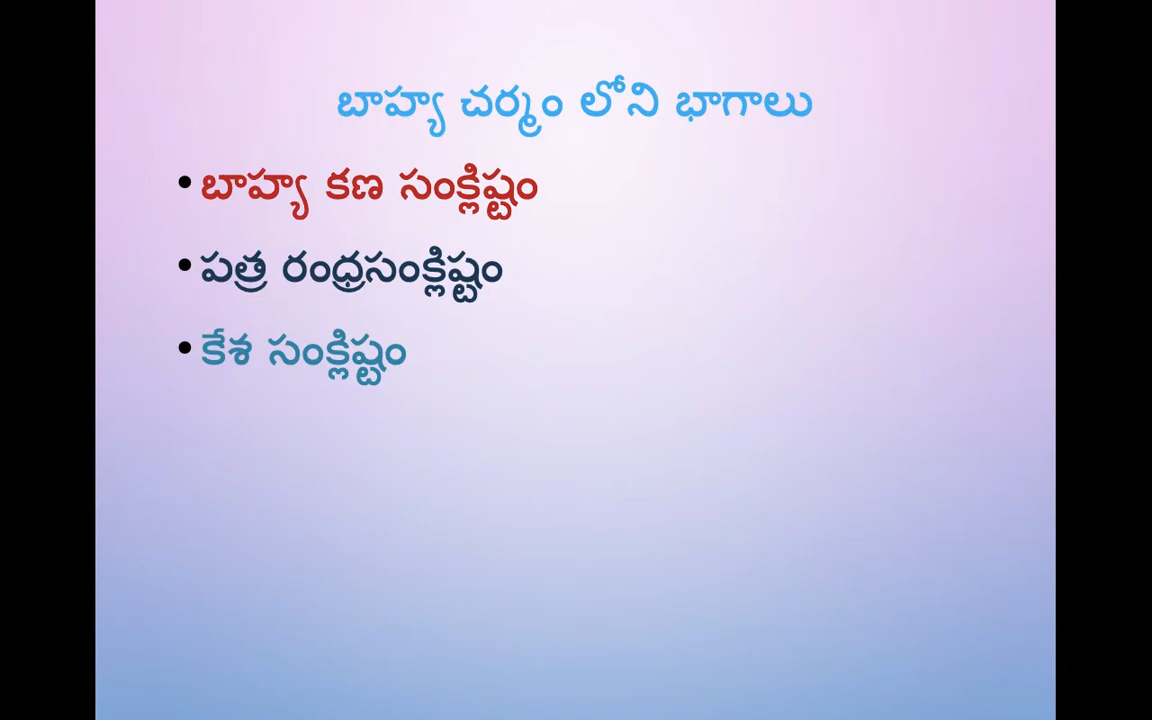 బాహ్య చర్మం లోని భాగాలు
• బాహ్య కణ సంక్లిష్టం
• పత్ర రంధ్రసంక్లిష్టం
• కేశ సంక్లిష్టం